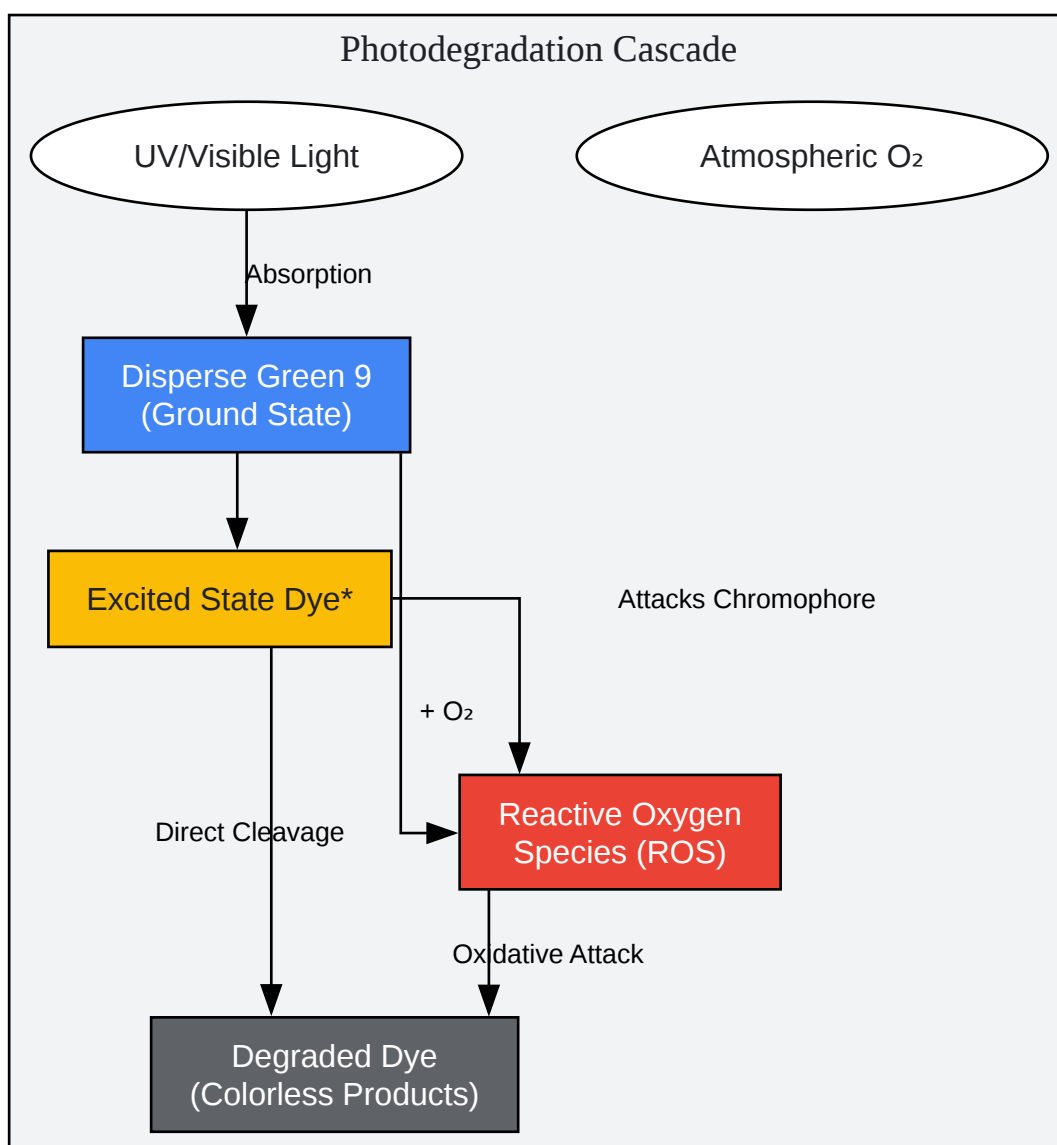 Photodegradation Cascade
UV/Visible Light
Atmospheric O₂
Absorption
Disperse Green 9
(Ground State)
Excited State Dye*
Attacks Chromophore
+ O₂
Reactive Oxygen
Species (ROS)
Direct Cleavage
Oxidative Attack
Degraded Dye
(Colorless Products)